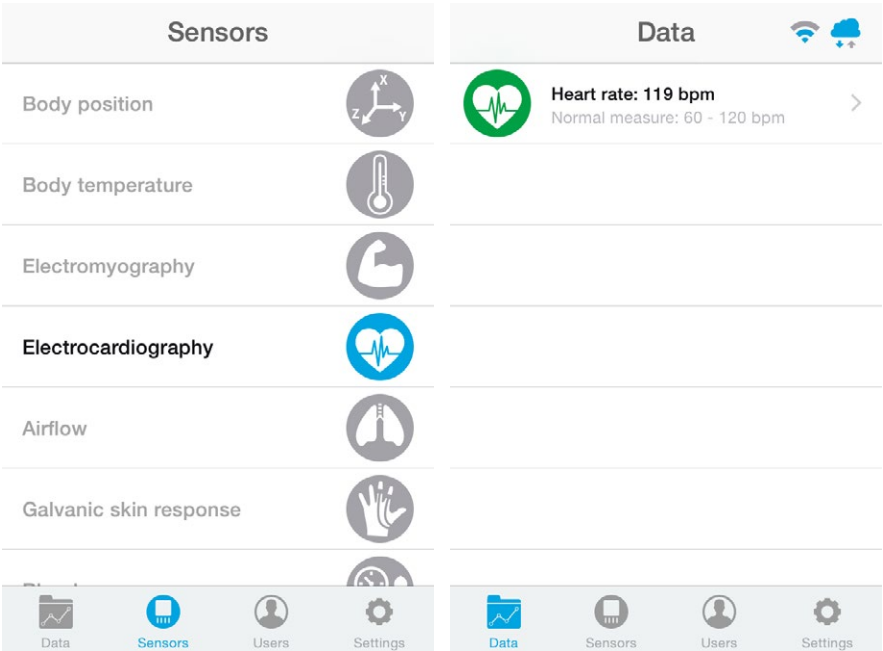 Sensors
Body position
X
Z
Y
Body temperature
Electromyography
Electrocardiography
Airflow
Galvanic skin response
Data
Sensors
Users
Settings
Data
Heart rate: 119 bpm
Normal measure: 60 - 120 bpm
Data
Sensors
Users
Settings